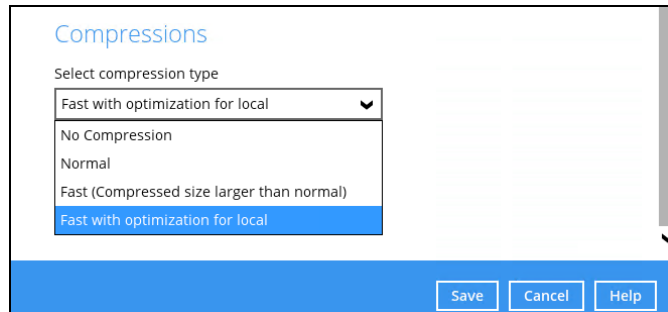 Compressions
Select compression type
Fast with optimization for local
No Compression
Normal
Fast (Compressed size larger than normal)
Fast with optimization for local
Save Cancel Help